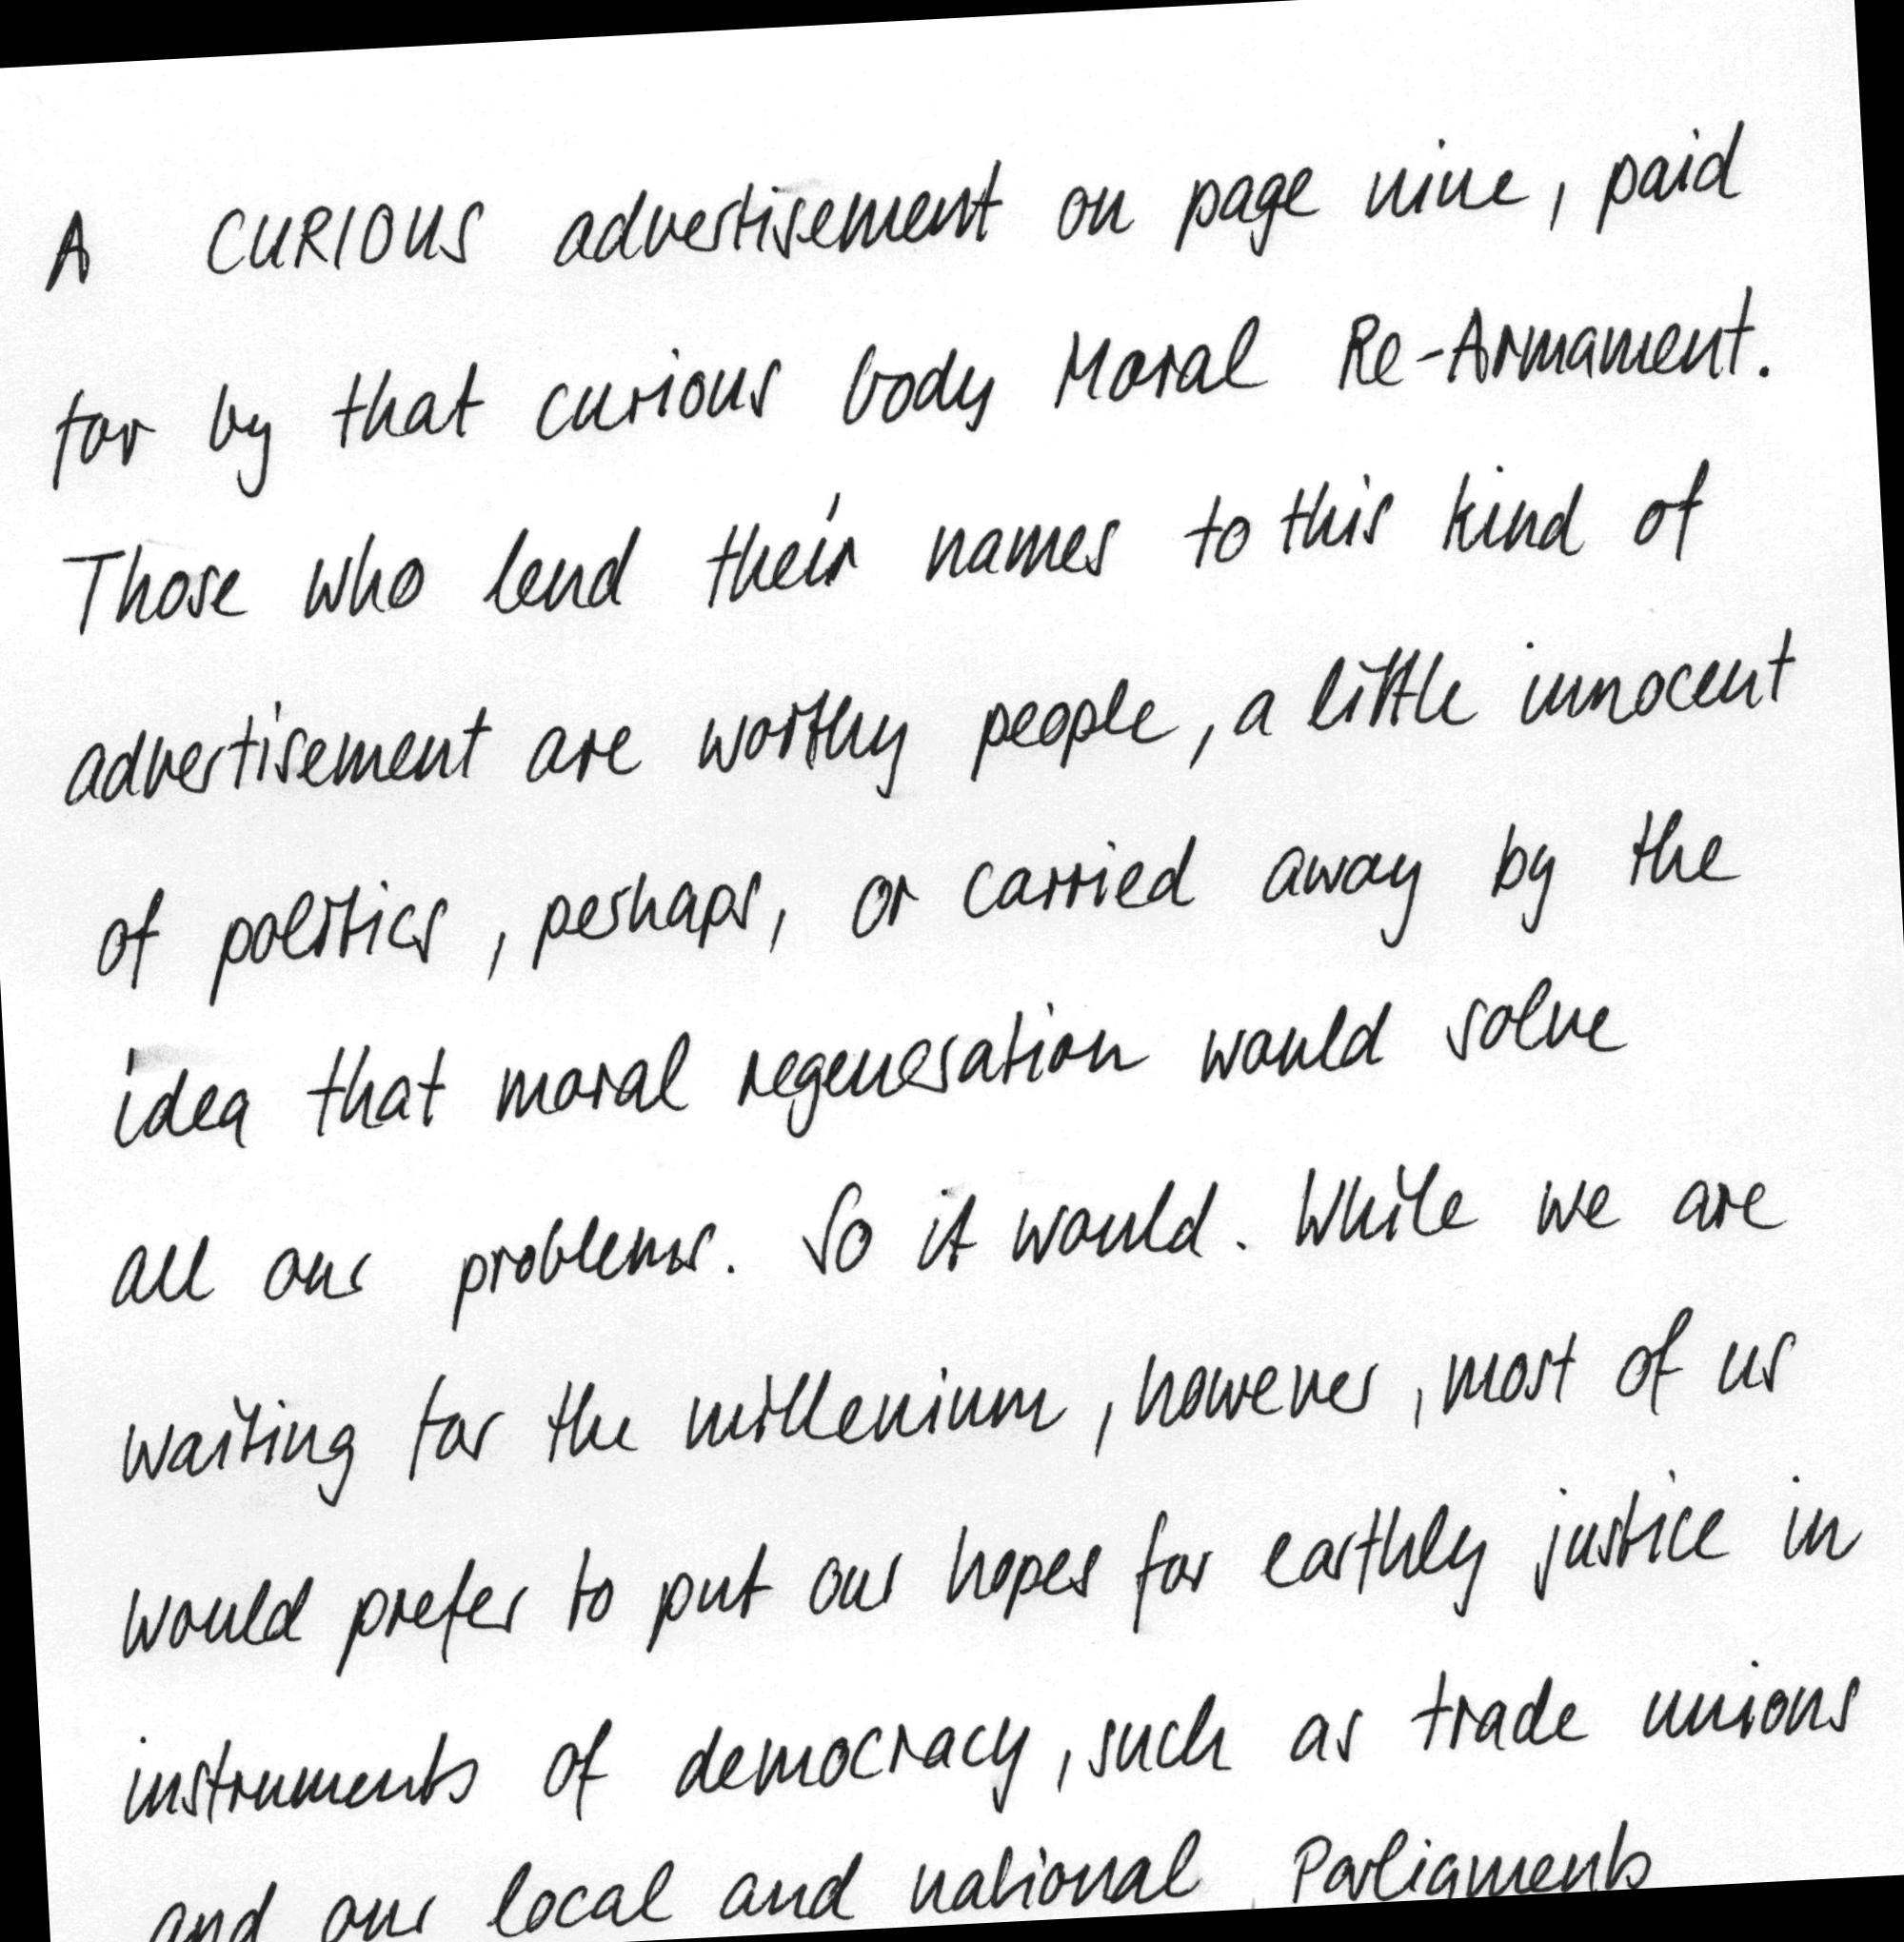 A CURIOUS advertisement on page nine, paid
for by that curious body Moral Re-Armament.
Those who lend their names to this kind of
advertisement are worthy people, a little innocent
of politics, perhaps, or carried away by the
idea that moral regeneration would solve
all our problems. So it would. While we are
waiting for the millenium, however, most of us
would prefer to put our hopes for earthly justice in
instruments of democracy, such as trade unions
and our local and national Parliaments